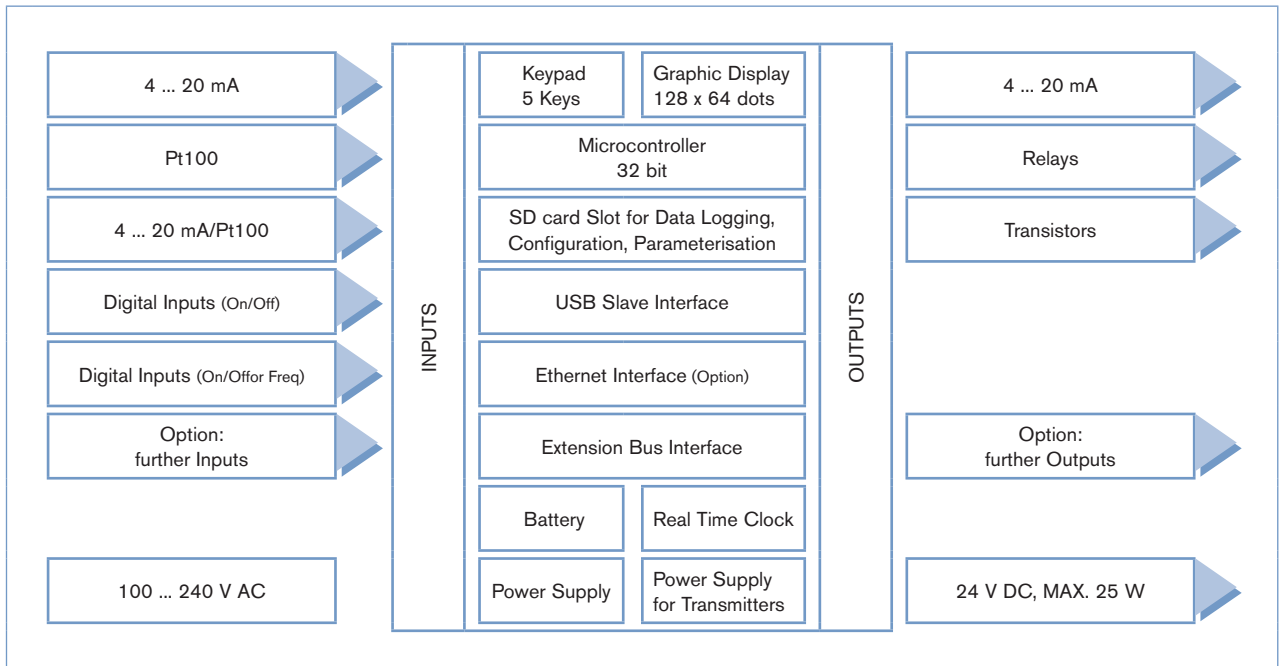 4 ... 20 mA
Pt100
4 ... 20 mA/Pt100
Digital Inputs (On/Off)
Digital Inputs (On/Offor Freq)
Option:
further Inputs
100 ... 240 V AC
INPUTS
Keypad
5 Keys
Graphic Display
128 x 64 dots
Microcontroller
32 bit
SD card Slot for Data Logging,
Configuration, Parameterisation
USB Slave Interface
Ethernet Interface (Option)
Extension Bus Interface
Battery
Real Time Clock
Power Supply
Power Supply
for Transmitters
OUTPUTS
4 ... 20 mA
Relays
Transistors
Option:
further Outputs
24 V DC, MAX. 25 W